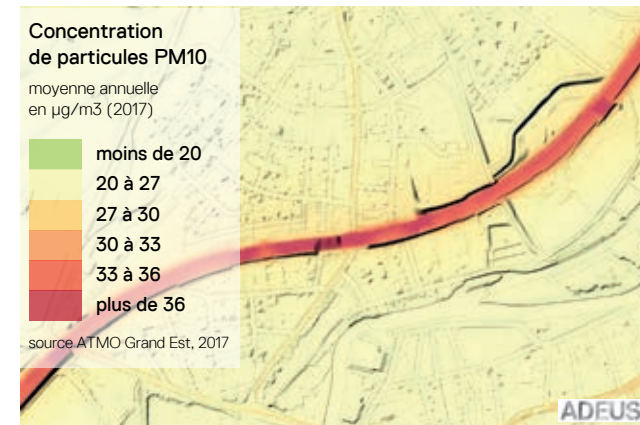 Concentration
de particules PM10
moyenne annuelle
en µg/m3 (2017)
moins de 20
20 à 27
27 à 30
30 à 33
33 à 36
plus de 36
source ATMO Grand Est, 2017
ADEUS